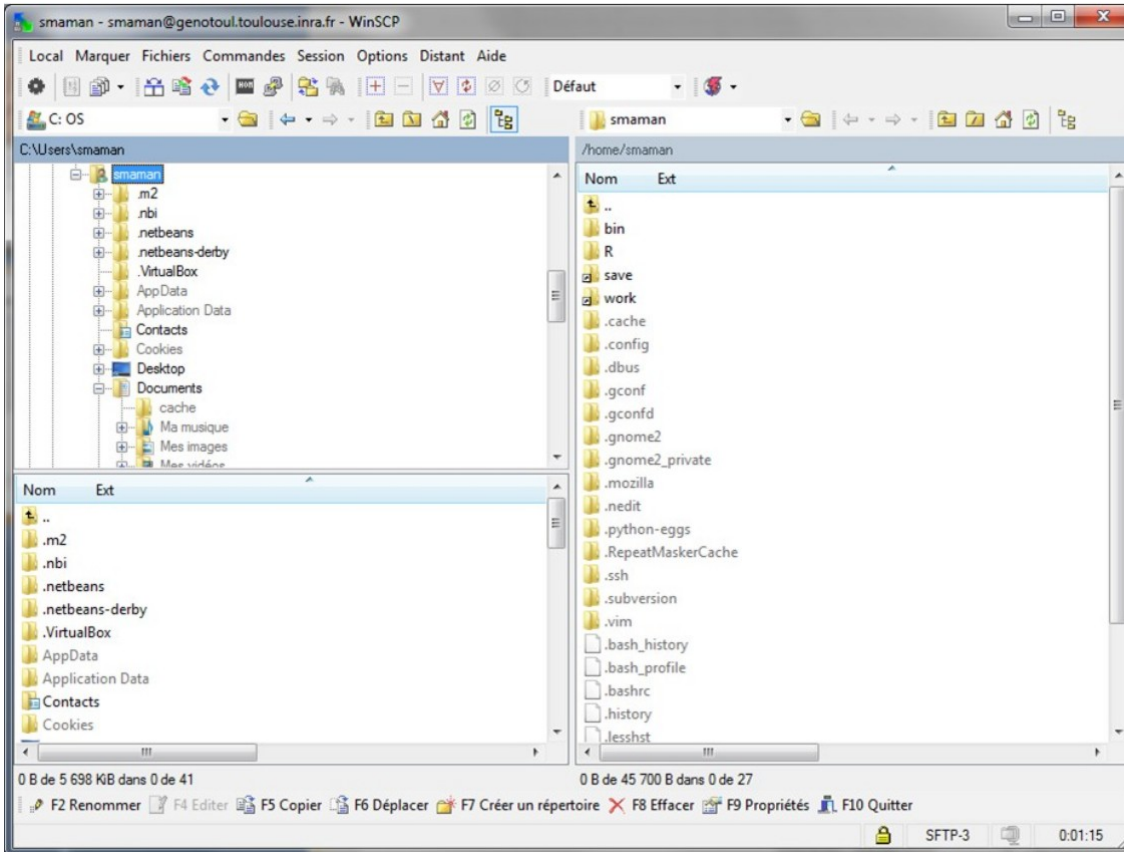 smaman - smaman@genotoul.toulouse.inra.fr - WinSCP
Local Marquer Fichiers Commandes Session Options Distant Aide
Défaut
C: OS
smaman
C:\Users\smaman
/home/smaman
smaman
.m2
.nbi
.netbeans
.netbeans-derby
.VirtualBox
AppData
Application Data
Contacts
Cookies
Desktop
Documents
cache
Ma musique
Mes images
Mes vidéos
Nom Ext
..
.m2
.nbi
.netbeans
.netbeans-derby
.VirtualBox
AppData
Application Data
Contacts
Cookies
0 B de 5 698 KiB dans 0 de 41
Nom Ext
..
bin
R
save
work
.cache
.config
.dbus
.gconf
.gconfd
.gnome2
.gnome2_private
.mozilla
.nedit
.python-eggs
.RepeatMaskerCache
.ssh
.subversion
.vim
.bash_history
.bash_profile
.bashrc
.history
.lesshst
0 B de 45 700 B dans 0 de 27
F2 Renommer F4 Editer F5 Copier F6 Déplacer F7 Créer un répertoire F8 Effacer F9 Propriétés F10 Quitter
SFTP-3 0:01:15